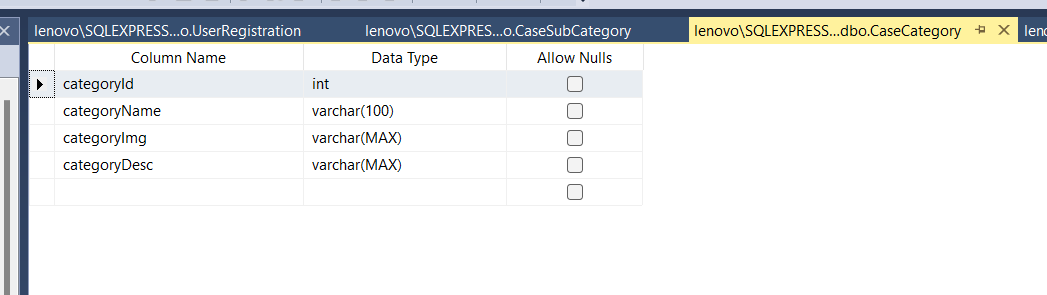 lenovo\SQLEXPRESS...o.UserRegistration lenovo\SQLEXPRES...o.CaseSubCategory lenovo\SQLEXPRESS...dbo.CaseCategory leno
Column Name Data Type Allow Nulls
categoryId int
categoryName varchar(100)
categoryImg varchar(MAX)
categoryDesc varchar(MAX)